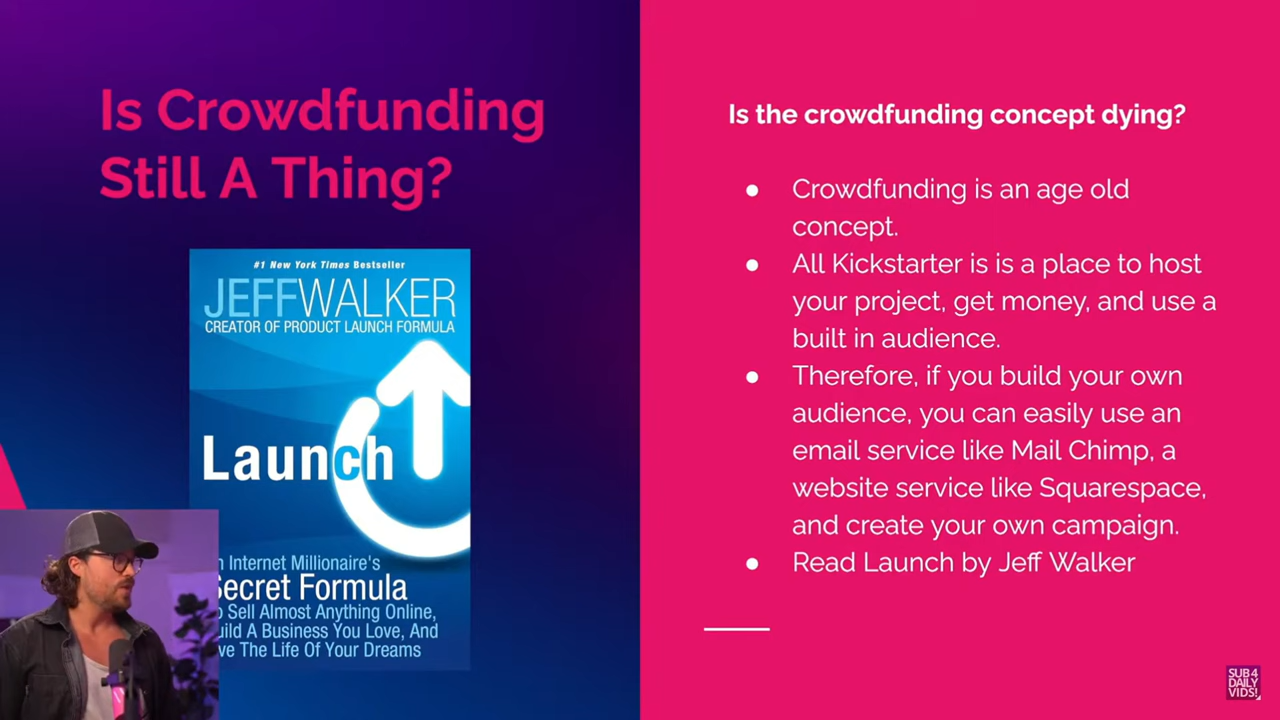 Is Crowdfunding
Still A Thing?
#1 New York Times Bestseller
JEFFWALKER
CREATOR OF PRODUCT LAUNCH FORMULA
Launch
n Internet Millionaire's
Secret Formula
o Sell Almost Anything Online,
uild A Business You Love, And
ve The Life Of Your Dreams
Is the crowdfunding concept dying?
● Crowdfunding is an age old
concept.
● All Kickstarter is is a place to host
your project, get money, and use a
built in audience.
● Therefore, if you build your own
audience, you can easily use an
email service like Mail Chimp, a
website service like Squarespace,
and create your own campaign.
● Read Launch by Jeff Walker
SUB 4
DAILY
VIDS!